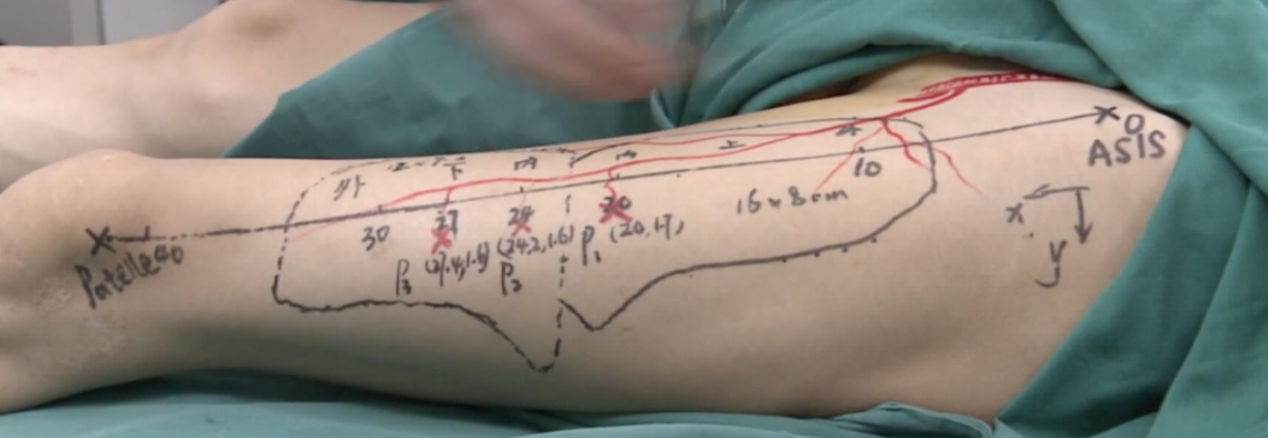 0
ASIS
x
y
10
16×8cm
上
内
内
下
外
20
P1 (20,1.7)
24
P2 (24.2,1.6)
27
P3 (27.4,1.6)
30
40
Patella